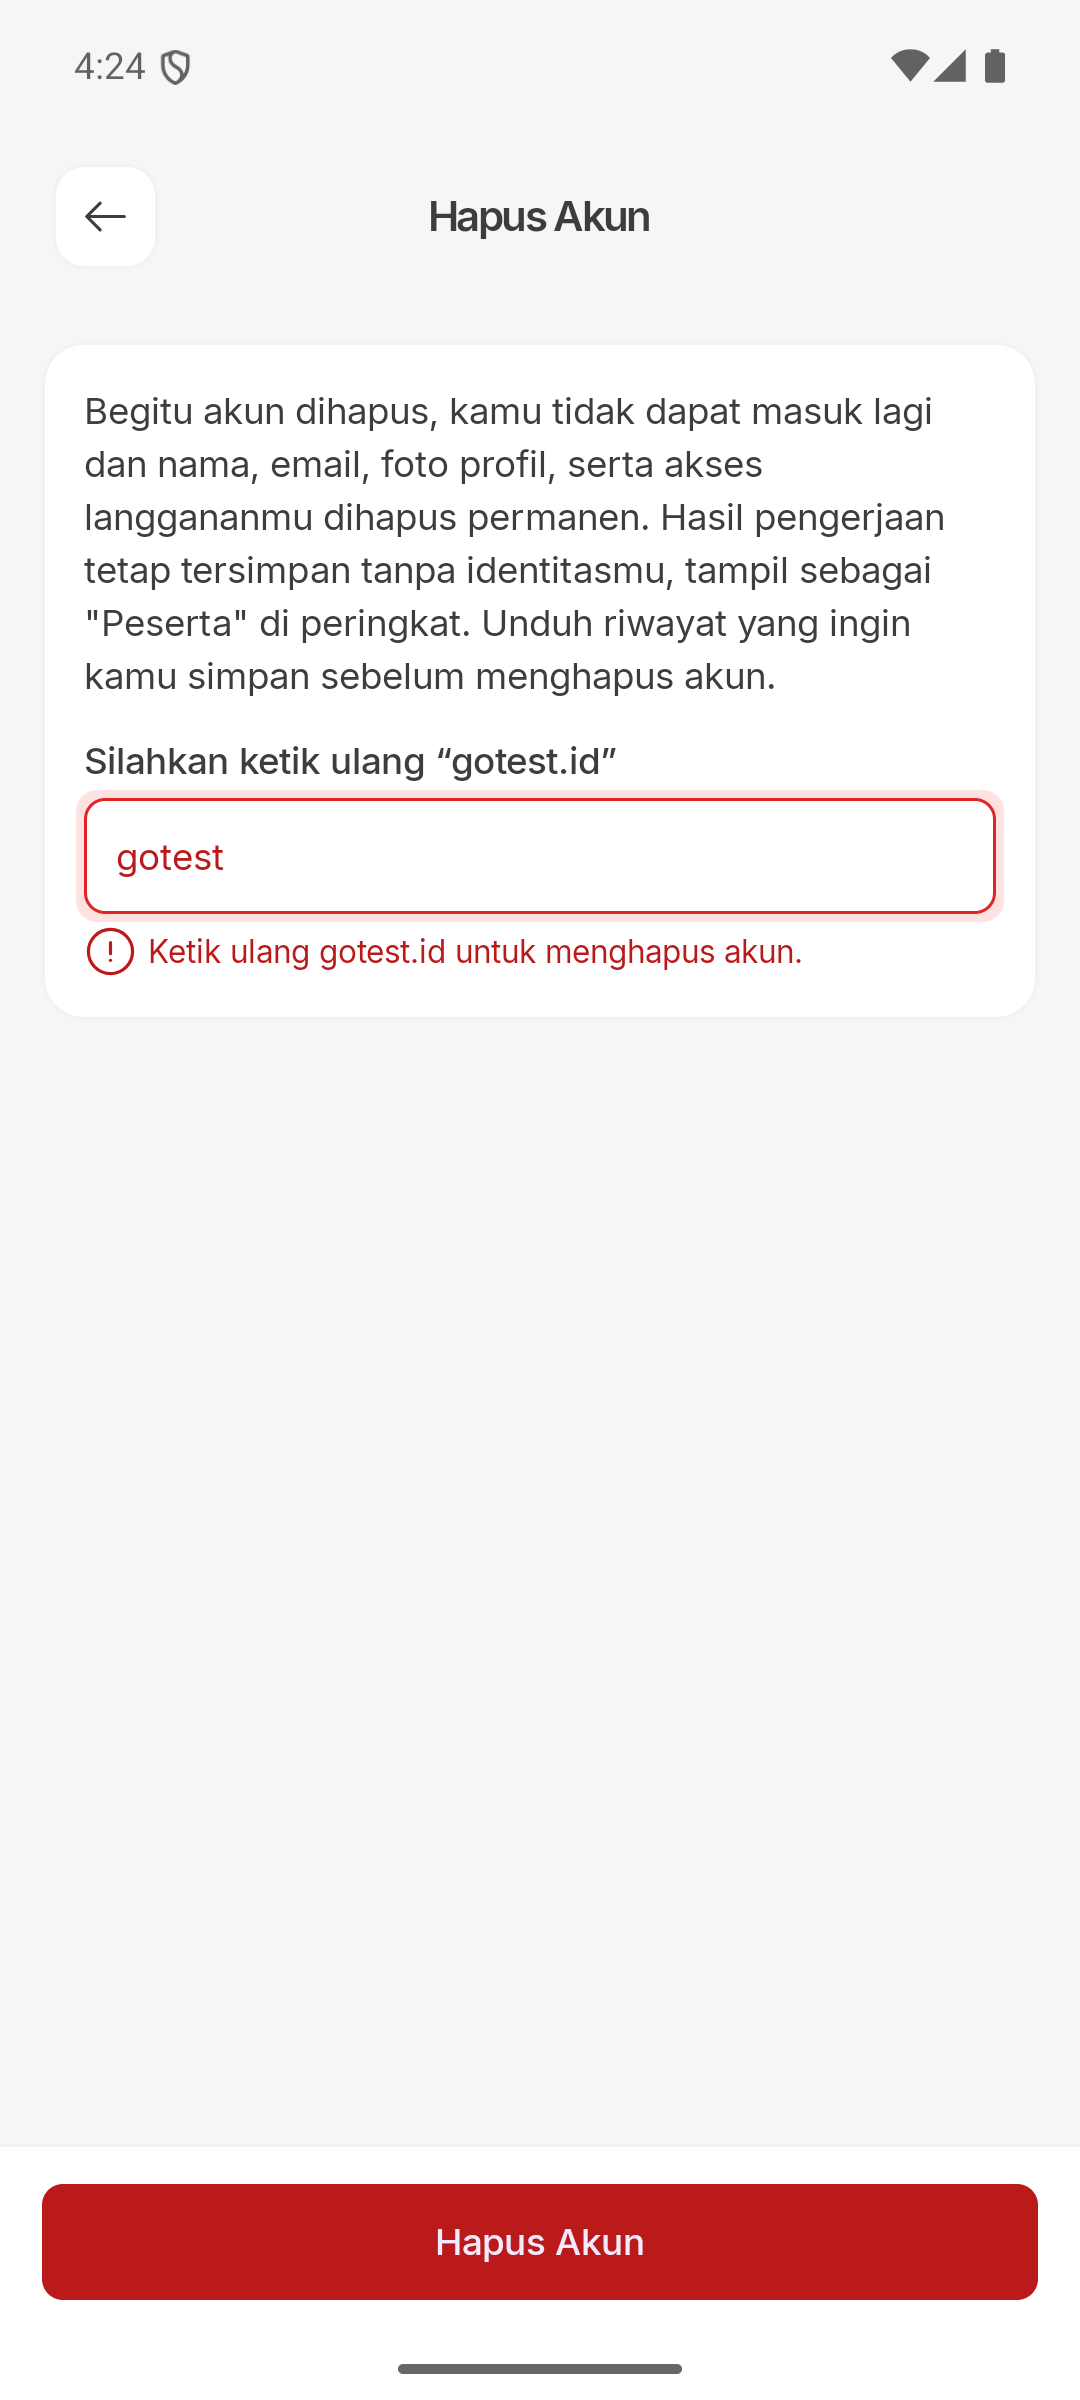 4:24
Hapus Akun
Begitu akun dihapus, kamu tidak dapat masuk lagi
dan nama, email, foto profil, serta akses
langgananmu dihapus permanen. Hasil pengerjaan
tetap tersimpan tanpa identitasmu, tampil sebagai
"Peserta" di peringkat. Unduh riwayat yang ingin
kamu simpan sebelum menghapus akun.
Silahkan ketik ulang “gotest.id”
gotest
Ketik ulang gotest.id untuk menghapus akun.
Hapus Akun